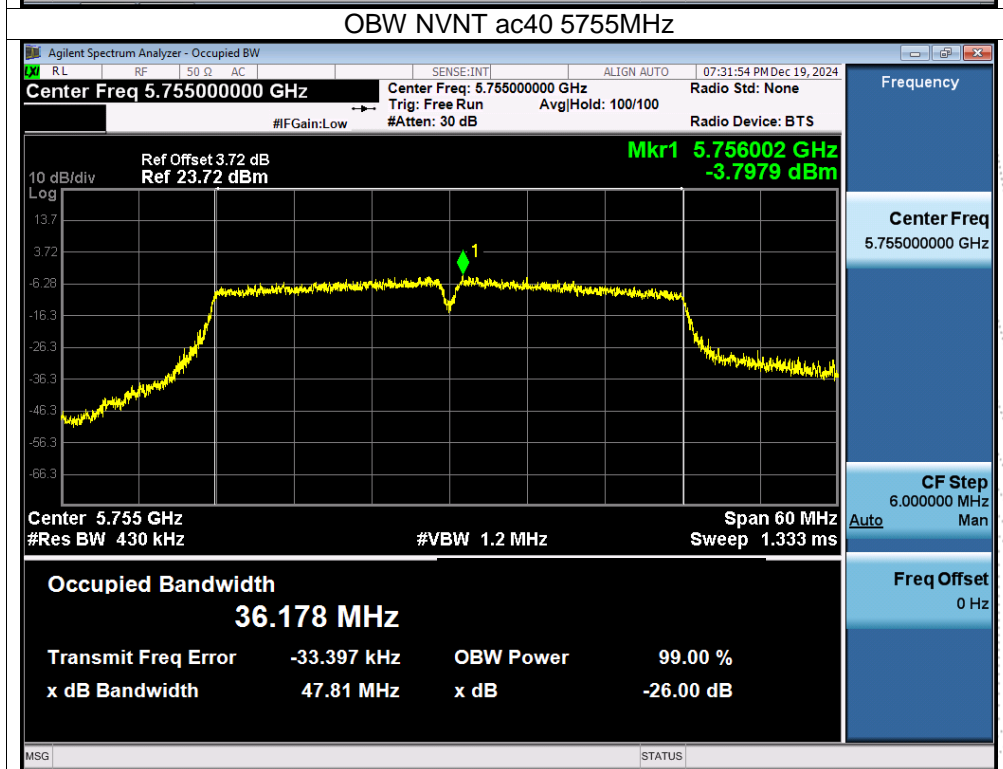 OBW NVNT ac40 5755MHz
Agilent Spectrum Analyzer - Occupied BW
LXI RL RF 50 Ω AC SENSE:INT ALIGN AUTO 07:31:54 PM Dec 19, 2024
Center Freq 5.755000000 GHz
#IFGain:Low
Center Freq: 5.755000000 GHz
Trig: Free Run Avg|Hold: 100/100
#Atten: 30 dB
Radio Std: None
Radio Device: BTS
Ref Offset 3.72 dB
10 dB/div Ref 23.72 dBm
Mkr1 5.756002 GHz
-3.7979 dBm
Log
13.7
3.72
-6.28
-16.3
-26.3
-36.3
-46.3
-56.3
-66.3
1
Center 5.755 GHz Span 60 MHz
#Res BW 430 kHz #VBW 1.2 MHz Sweep 1.333 ms
Occupied Bandwidth
36.178 MHz
Transmit Freq Error -33.397 kHz OBW Power 99.00 %
x dB Bandwidth 47.81 MHz x dB -26.00 dB
MSG STATUS
Frequency
Center Freq
5.755000000 GHz
CF Step
6.000000 MHz
Auto Man
Freq Offset
0 Hz